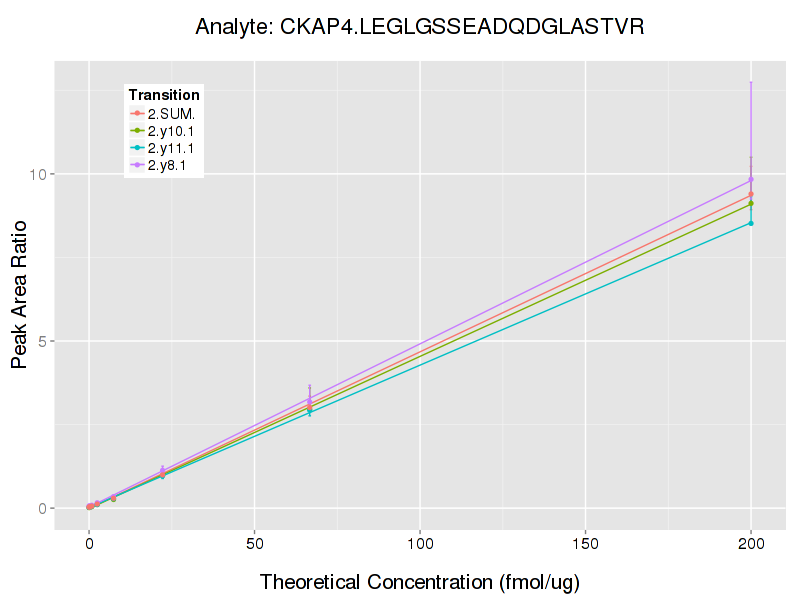 Analyte: CKAP4.LEGLGSSEADQDGLASTVR
Transition
2.SUM.
2.y10.1
2.y11.1
2.y8.1
10
5
0
Peak Area Ratio
0 50 100 150 200
Theoretical Concentration (fmol/ug)